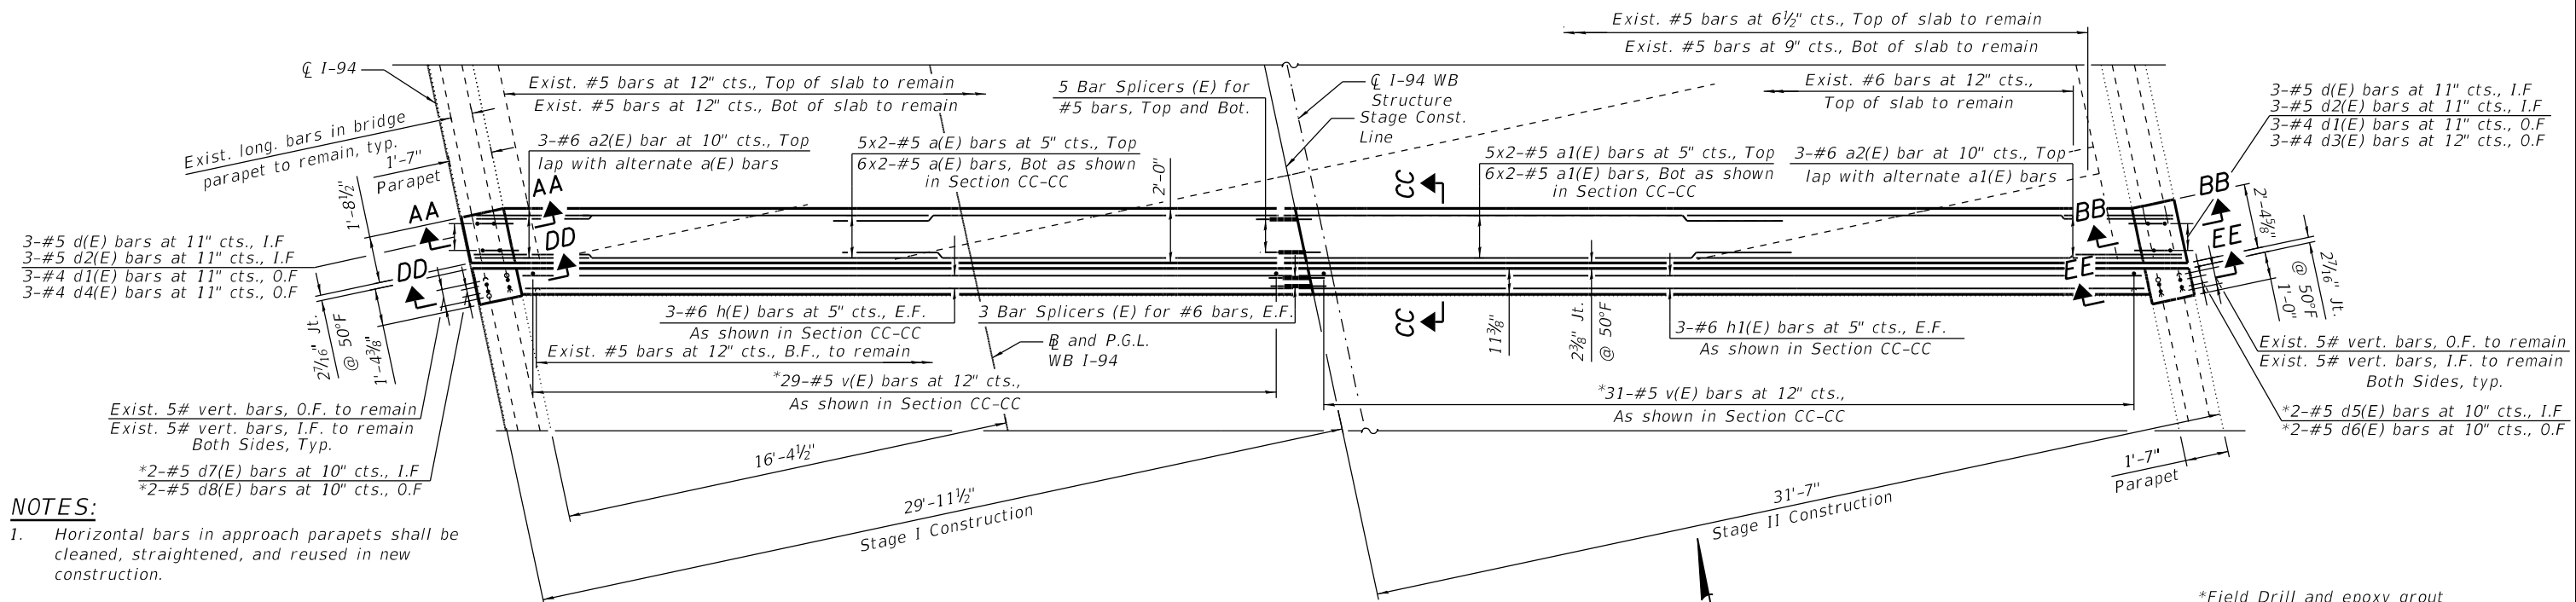 Exist. #5 bars at 6½" cts., Top of slab to remain
Exist. #5 bars at 9" cts., Bot of slab to remain
℄ I-94
Exist. #5 bars at 12" cts., Top of slab to remain
Exist. #5 bars at 12" cts., Bot of slab to remain
5 Bar Splicers (E) for
#5 bars, Top and Bot.
℄ I-94 WB
Structure
Stage Const.
Line
Exist. #6 bars at 12" cts.,
Top of slab to remain
3-#5 d(E) bars at 11" cts., I.F
3-#5 d2(E) bars at 11" cts., I.F
3-#4 d1(E) bars at 11" cts., O.F
3-#4 d3(E) bars at 12" cts., O.F
Exist. long. bars in bridge
parapet to remain, typ.
1'-7"
Parapet
3-#6 a2(E) bar at 10" cts., Top
lap with alternate a(E) bars
5x2-#5 a(E) bars at 5" cts., Top
6x2-#5 a(E) bars, Bot as shown
in Section CC-CC
2'-0"
CC
5x2-#5 a1(E) bars at 5" cts., Top
6x2-#5 a1(E) bars, Bot as shown
in Section CC-CC
3-#6 a2(E) bar at 10" cts., Top
lap with alternate a1(E) bars
1'-8½"
AA
AA
DD
DD
BB
BB
EE
EE
2'-4⅝"
2⁷⁄₁₆" Jt.
@ 50°F
1'-0"
3-#5 d(E) bars at 11" cts., I.F
3-#5 d2(E) bars at 11" cts., I.F
3-#4 d1(E) bars at 11" cts., O.F
3-#4 d4(E) bars at 11" cts., O.F
2⁷⁄₁₆" Jt.
@ 50°F
1'-4⅜"
3-#6 h(E) bars at 5" cts., E.F.
As shown in Section CC-CC
3 Bar Splicers (E) for #6 bars, E.F.
CC
11⅜"
2⅜" Jt.
@ 50°F
3-#6 h1(E) bars at 5" cts., E.F.
As shown in Section CC-CC
Exist. #5 bars at 12" cts., B.F., to remain
B and P.G.L.
WB I-94
Exist. 5# vert. bars, O.F. to remain
Exist. 5# vert. bars, I.F. to remain
Both Sides, typ.
*29-#5 v(E) bars at 12" cts.,
As shown in Section CC-CC
*31-#5 v(E) bars at 12" cts.,
As shown in Section CC-CC
Exist. 5# vert. bars, O.F. to remain
Exist. 5# vert. bars, I.F. to remain
Both Sides, Typ.
*2-#5 d5(E) bars at 10" cts., I.F
*2-#5 d6(E) bars at 10" cts., O.F
*2-#5 d7(E) bars at 10" cts., I.F
*2-#5 d8(E) bars at 10" cts., O.F
16'-4½"
29'-11½"
Stage I Construction
31'-7"
Stage II Construction
1'-7"
Parapet
NOTES:
1. Horizontal bars in approach parapets shall be
cleaned, straightened, and reused in new
construction.
*Field Drill and epoxy grout